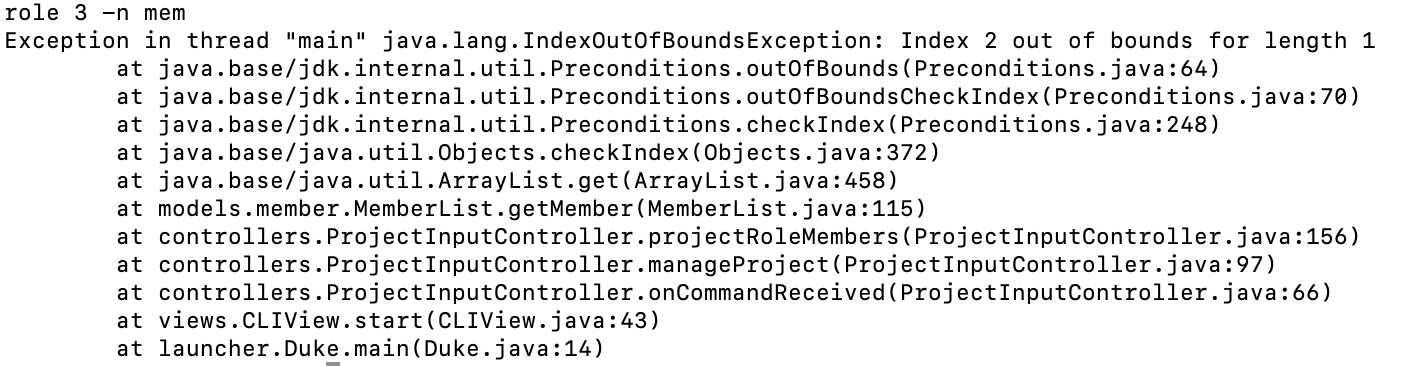 role 3 -n mem
Exception in thread "main" java.lang.IndexOutOfBoundsException: Index 2 out of bounds for length 1
	at java.base/jdk.internal.util.Preconditions.outOfBounds(Preconditions.java:64)
	at java.base/jdk.internal.util.Preconditions.outOfBoundsCheckIndex(Preconditions.java:70)
	at java.base/jdk.internal.util.Preconditions.checkIndex(Preconditions.java:248)
	at java.base/java.util.Objects.checkIndex(Objects.java:372)
	at java.base/java.util.ArrayList.get(ArrayList.java:458)
	at models.member.MemberList.getMember(MemberList.java:115)
	at controllers.ProjectInputController.projectRoleMembers(ProjectInputController.java:156)
	at controllers.ProjectInputController.manageProject(ProjectInputController.java:97)
	at controllers.ProjectInputController.onCommandReceived(ProjectInputController.java:66)
	at views.CLIView.start(CLIView.java:43)
	at launcher.Duke.main(Duke.java:14)